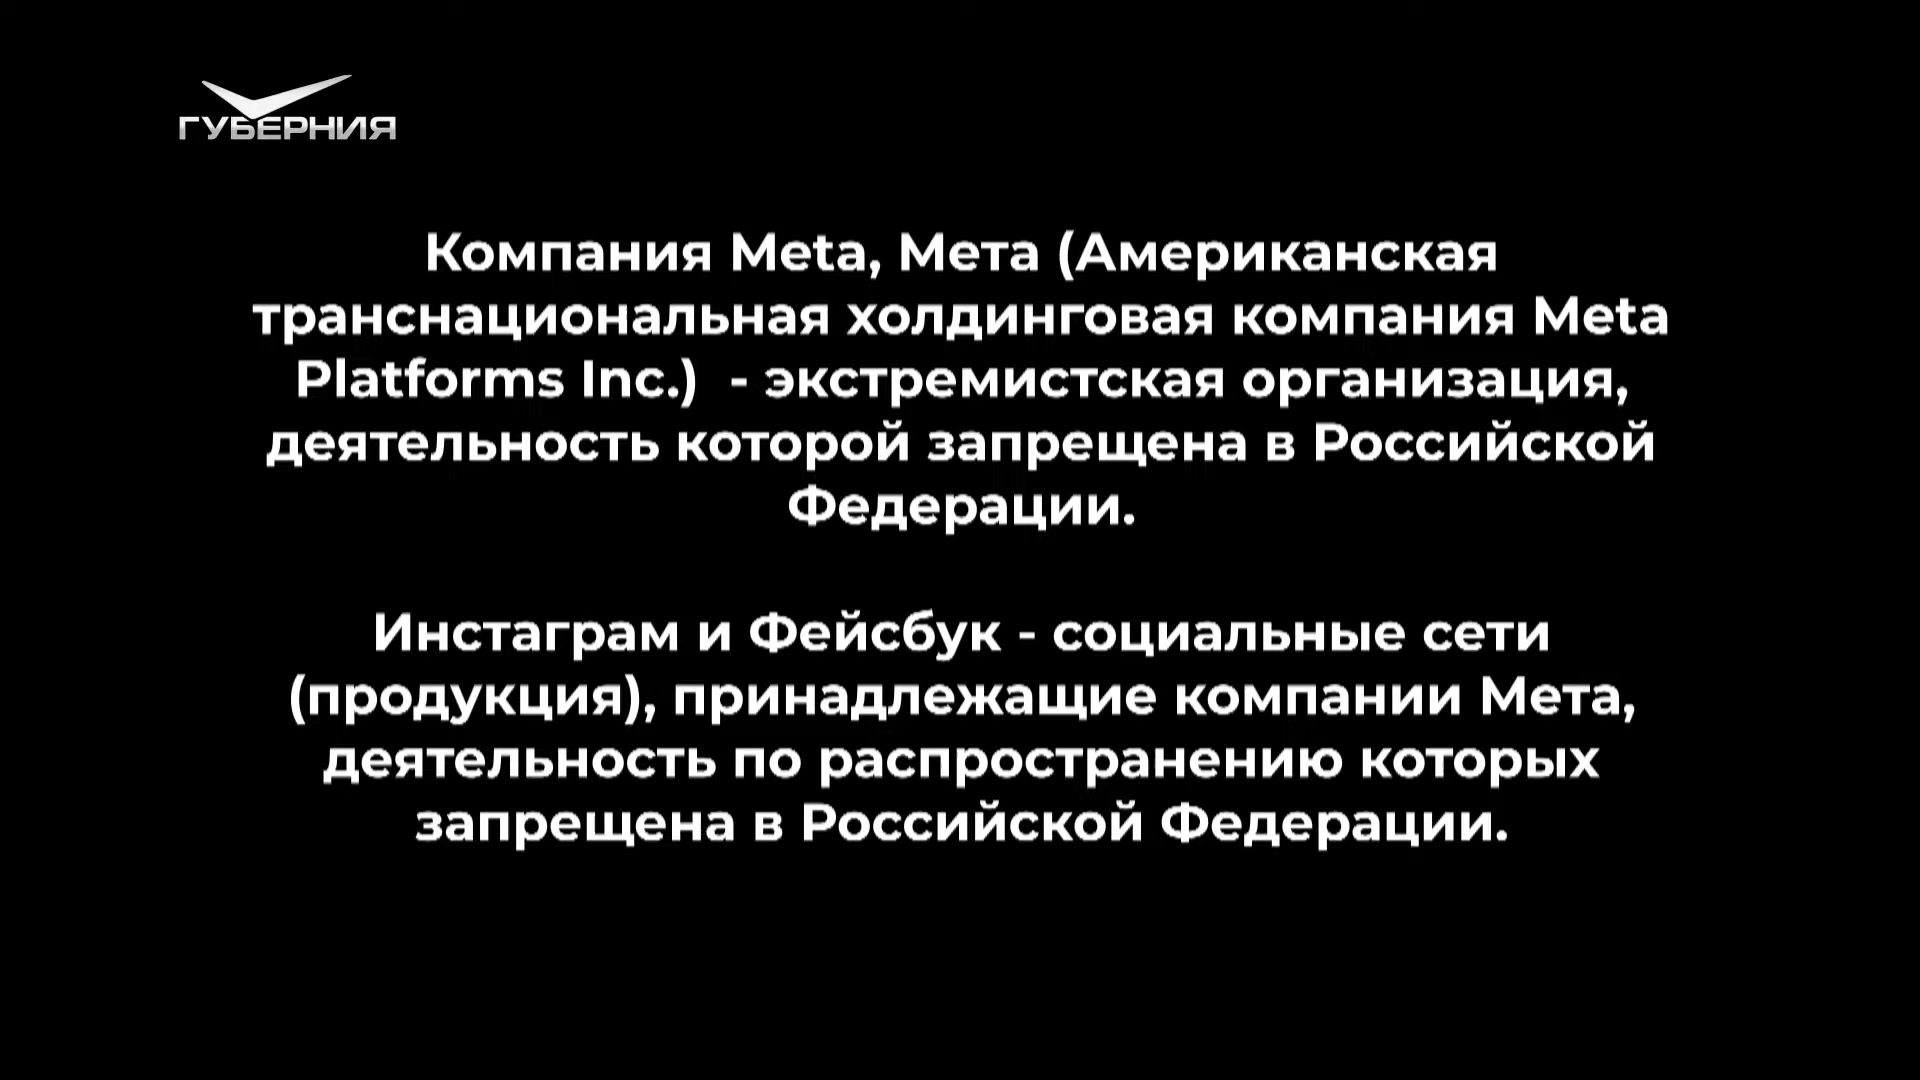 ГУБЕРНИЯ
Компания Meta, Мета (Американская
транснациональная холдинговая компания Meta
Platforms Inc.)  - экстремистская организация,
деятельность которой запрещена в Российской
Федерации.
Инстаграм и Фейсбук - социальные сети
(продукция), принадлежащие компании Мета,
деятельность по распространению которых
запрещена в Российской Федерации.